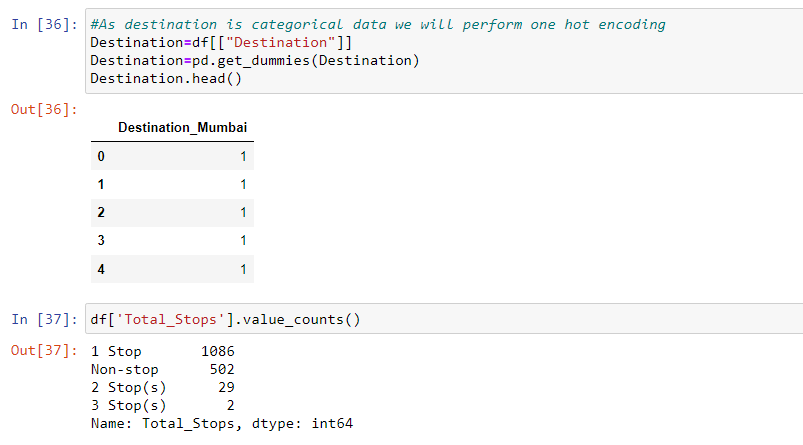 In [36]: #As destination is categorical data we will perform one hot encoding
Destination=df[["Destination"]]
Destination=pd.get_dummies(Destination)
Destination.head()
Out[36]:
Destination_Mumbai
0 1
1 1
2 1
3 1
4 1
In [37]: df['Total_Stops'].value_counts()
Out[37]: 1 Stop 1086
Non-stop 502
2 Stop(s) 29
3 Stop(s) 2
Name: Total_Stops, dtype: int64